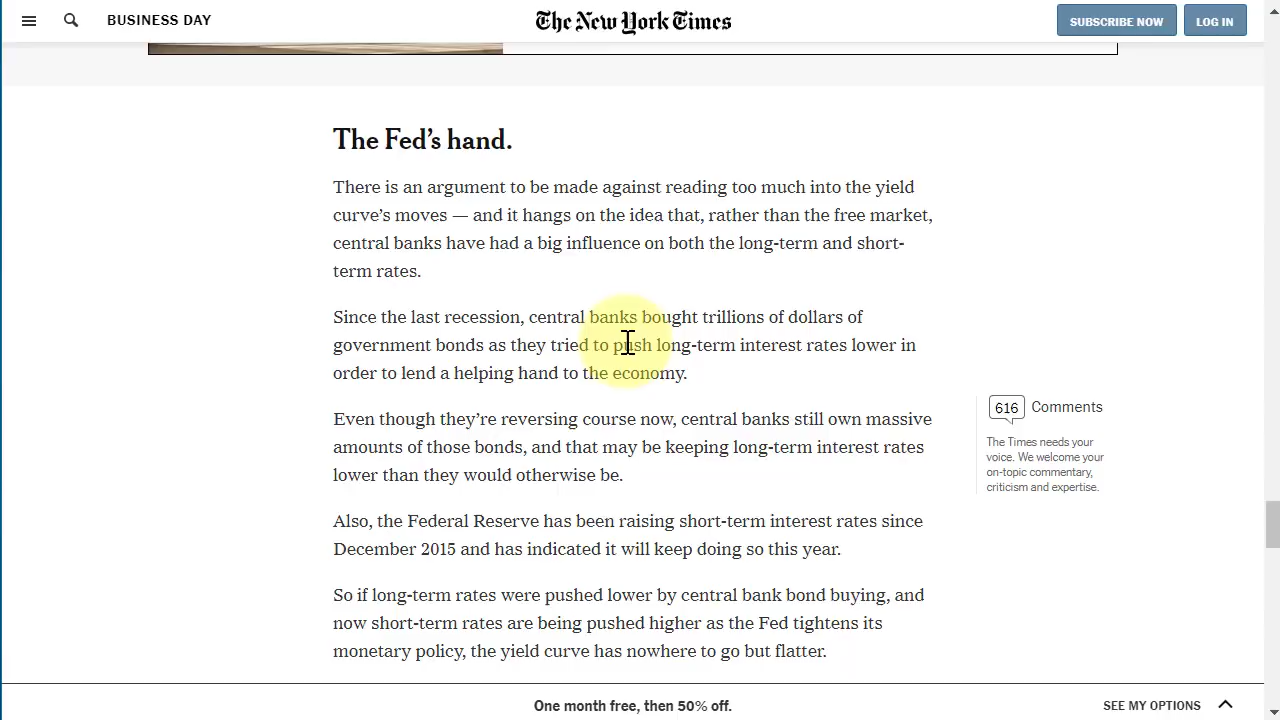 BUSINESS DAY
The New York Times
SUBSCRIBE NOW
LOG IN
The Fed’s hand.
There is an argument to be made against reading too much into the yield
curve’s moves — and it hangs on the idea that, rather than the free market,
central banks have had a big influence on both the long-term and short-
term rates.
Since the last recession, central banks bought trillions of dollars of
government bonds as they tried to push long-term interest rates lower in
order to lend a helping hand to the economy.
Even though they’re reversing course now, central banks still own massive
amounts of those bonds, and that may be keeping long-term interest rates
lower than they would otherwise be.
616 Comments
The Times needs your
voice. We welcome your
on-topic commentary,
criticism and expertise.
Also, the Federal Reserve has been raising short-term interest rates since
December 2015 and has indicated it will keep doing so this year.
So if long-term rates were pushed lower by central bank bond buying, and
now short-term rates are being pushed higher as the Fed tightens its
monetary policy, the yield curve has nowhere to go but flatter.
One month free, then 50% off.
SEE MY OPTIONS